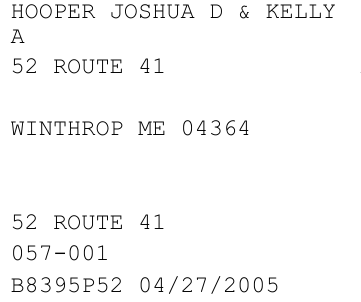 HOOPER JOSHUA D & KELLY
A
52 ROUTE 41
WINTHROP ME 04364
52 ROUTE 41
057-001
B8395P52 04/27/2005